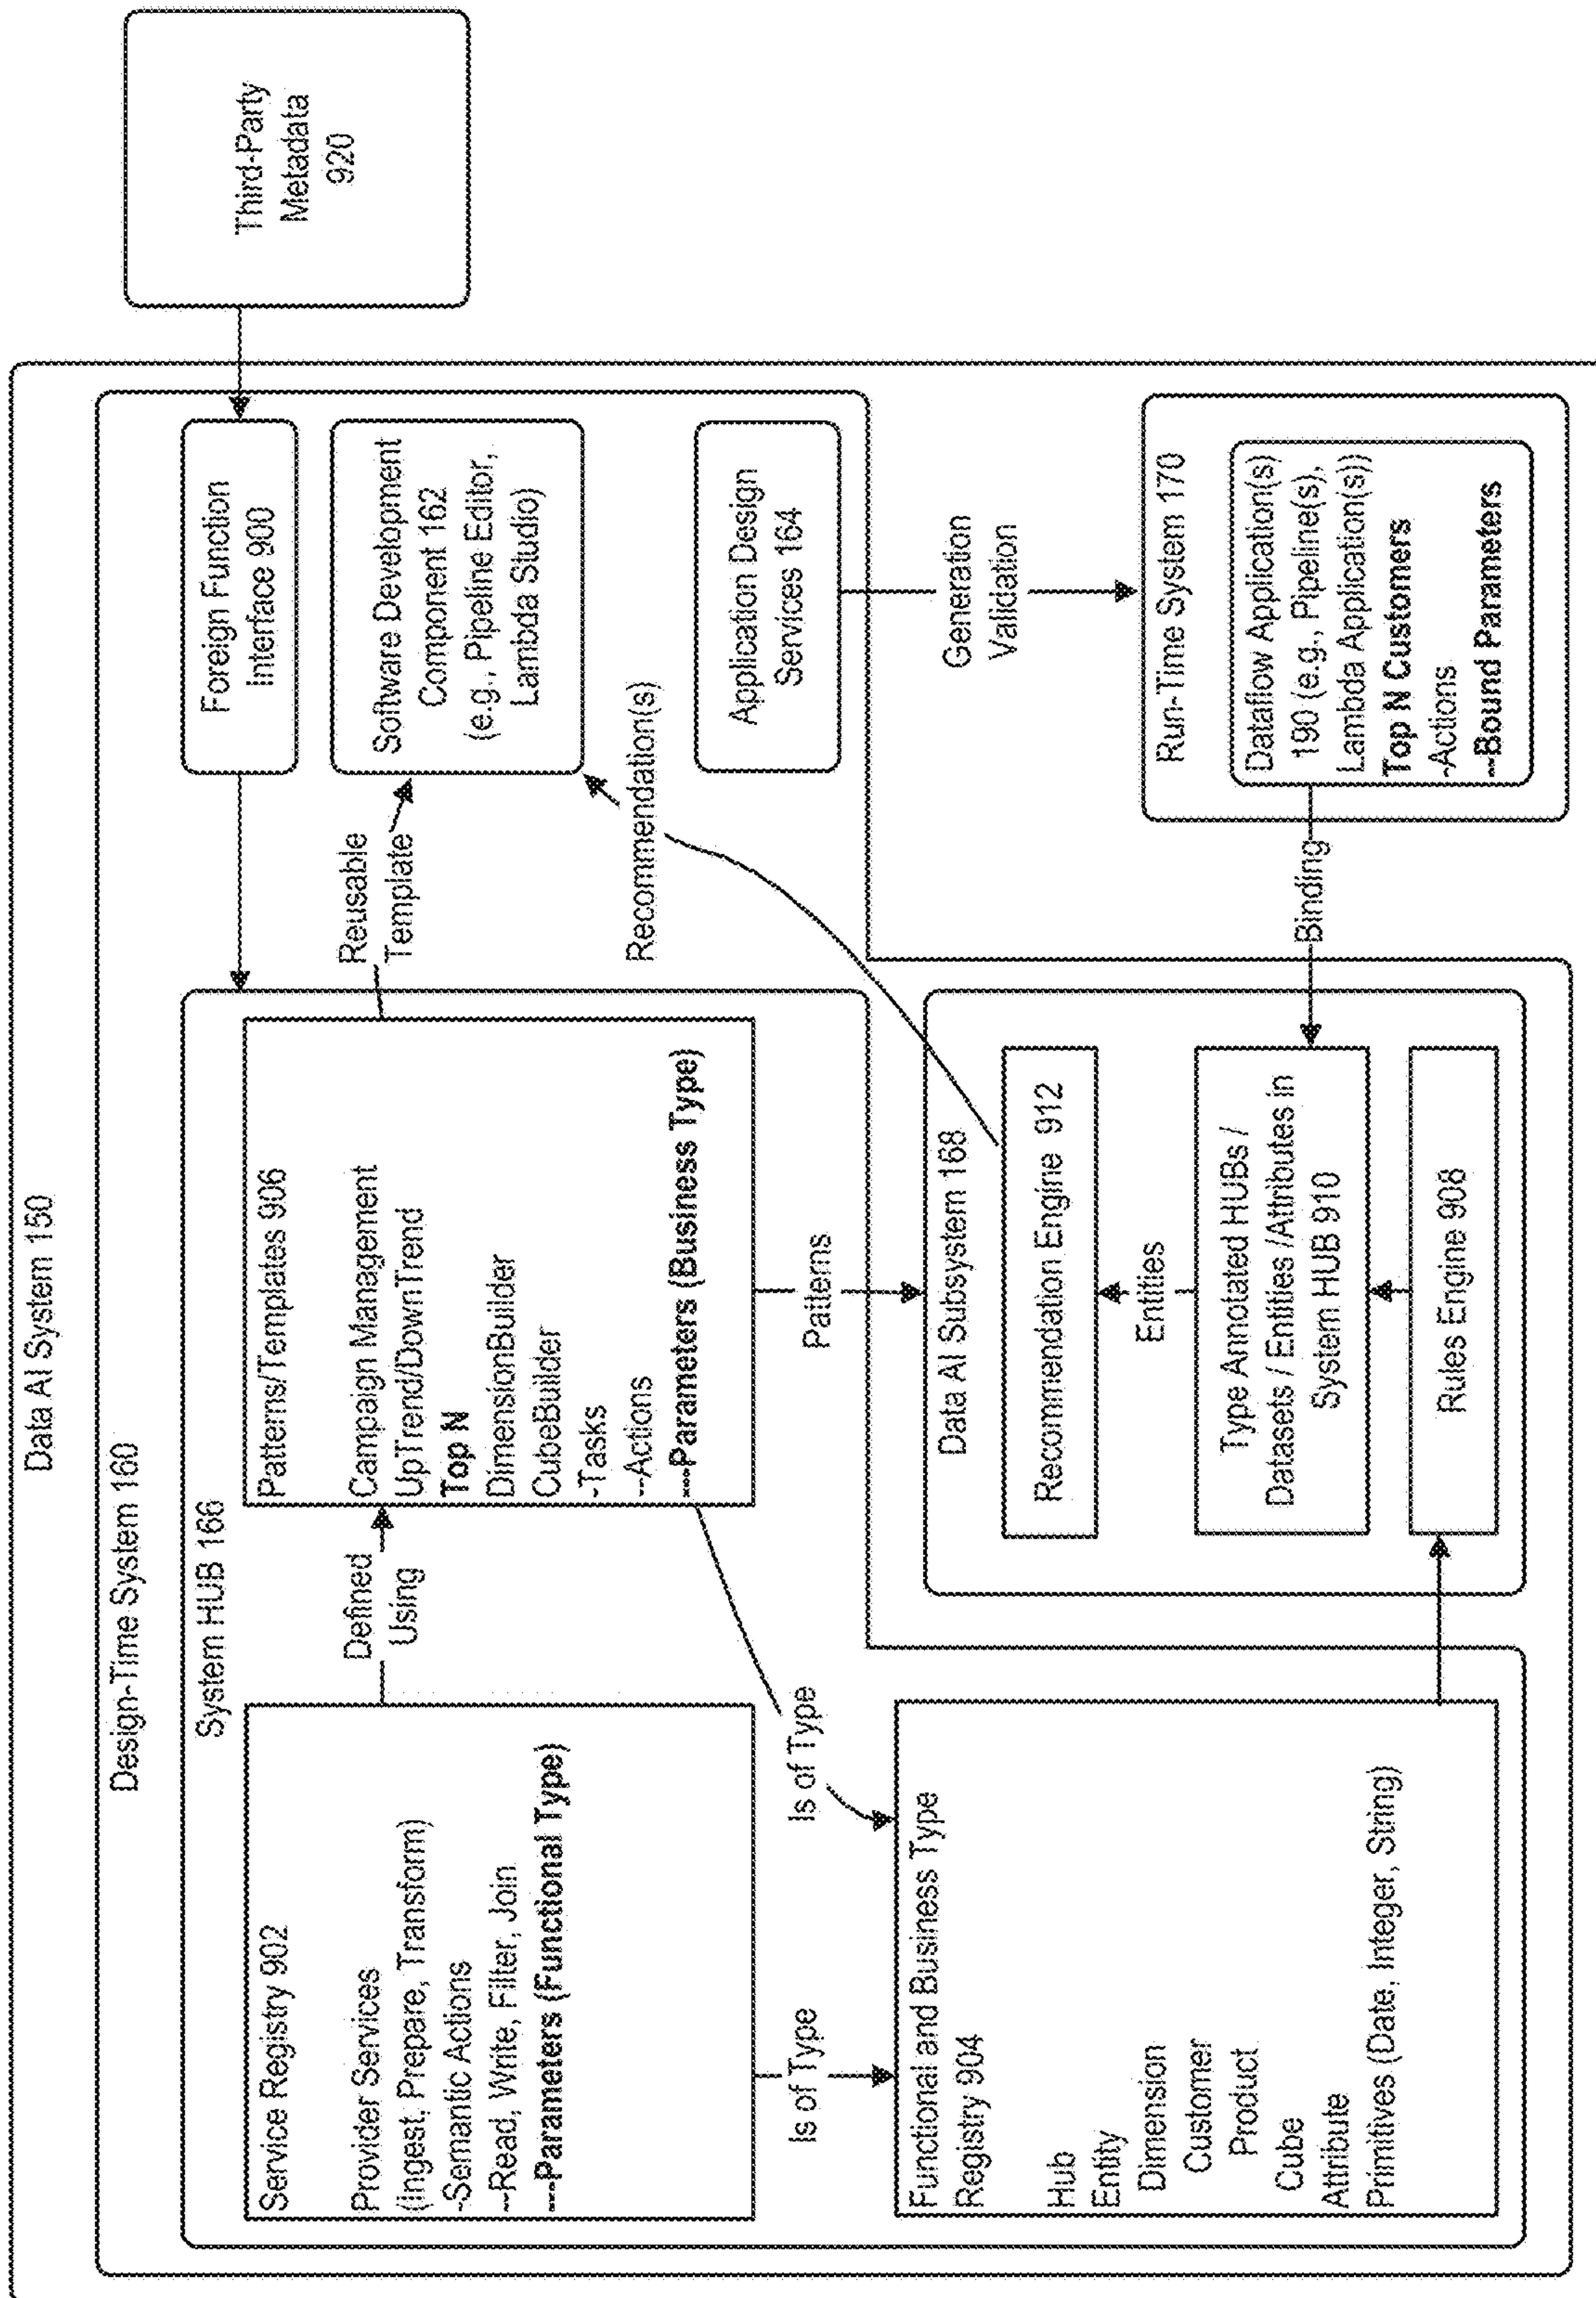 Data AI System 150
Design-Time System 160
System HUB 166
Service Registry 902
Provider Services
(Ingest, Prepare, Transform)
-Semantic Actions
--Read, Write, Filter, Join
---Parameters (Functional Type)
Defined
Using
Patterns/Templates 906
Campaign Management
UpTrend/DownTrend
Top N
DimensionBuilder
CubeBuilder
-Tasks
--Actions
---Parameters (Business Type)
Reusable
Template
Foreign Function
Interface 900
Third-Party
Metadata
920
Software Development
Component 162
(e.g., Pipeline Editor,
Lambda Studio)
Recommendation(s)
Application Design
Services 164
Is of Type
Is of Type
Patterns
Generation
Validation
Functional and Business Type
Registry 904
Hub
Entity
Dimension
Customer
Product
Cube
Attribute
Primitives (Date, Integer, String)
Data AI Subsystem 168
Recommendation Engine 912
Entities
Type Annotated HUBs /
Datasets / Entities /Attributes in
System HUB 910
Rules Engine 908
Binding
Run-Time System 170
Dataflow Application(s)
190 (e.g., Pipeline(s),
Lambda Application(s))
Top N Customers
-Actions
--Bound Parameters